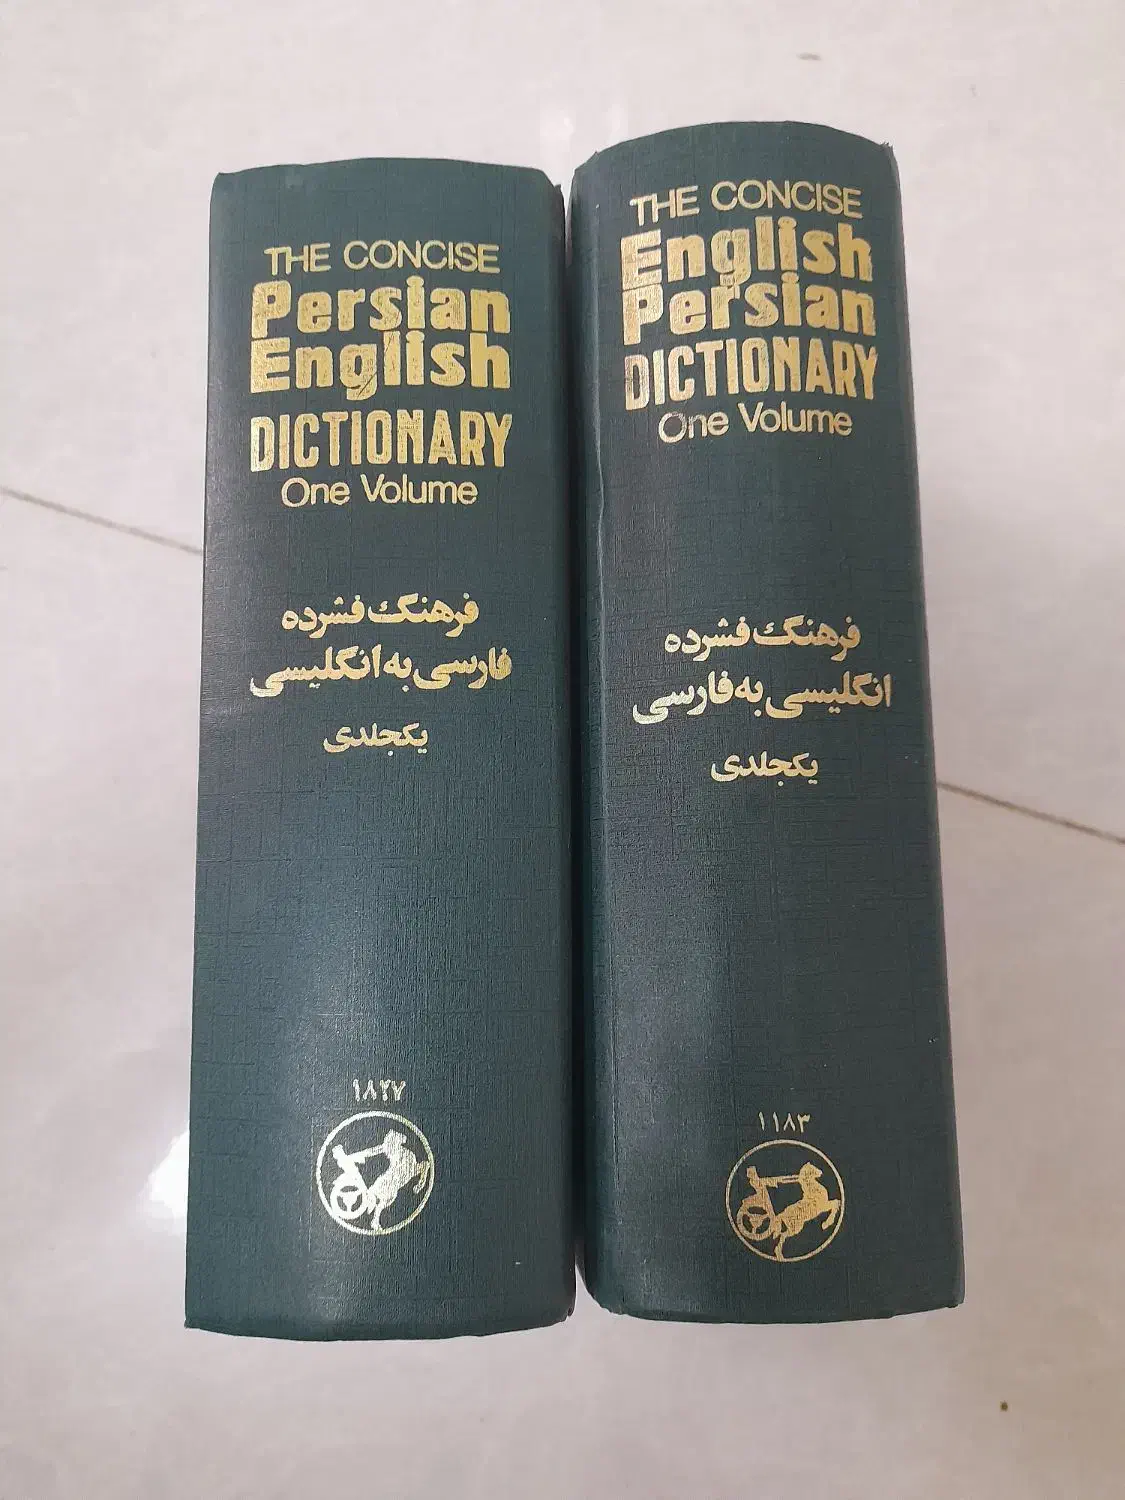 THE CONCISE
Persian
English
DICTIONARY
One Volume
فرهنگ فشرده
فارسی به انگلیسی
یکجلدی
۱۸۲۷
THE CONCISE
English
Persian
DICTIONARY
One Volume
فرهنگ فشرده
انگلیسی به فارسی
یکجلدی
۱۱۸۳